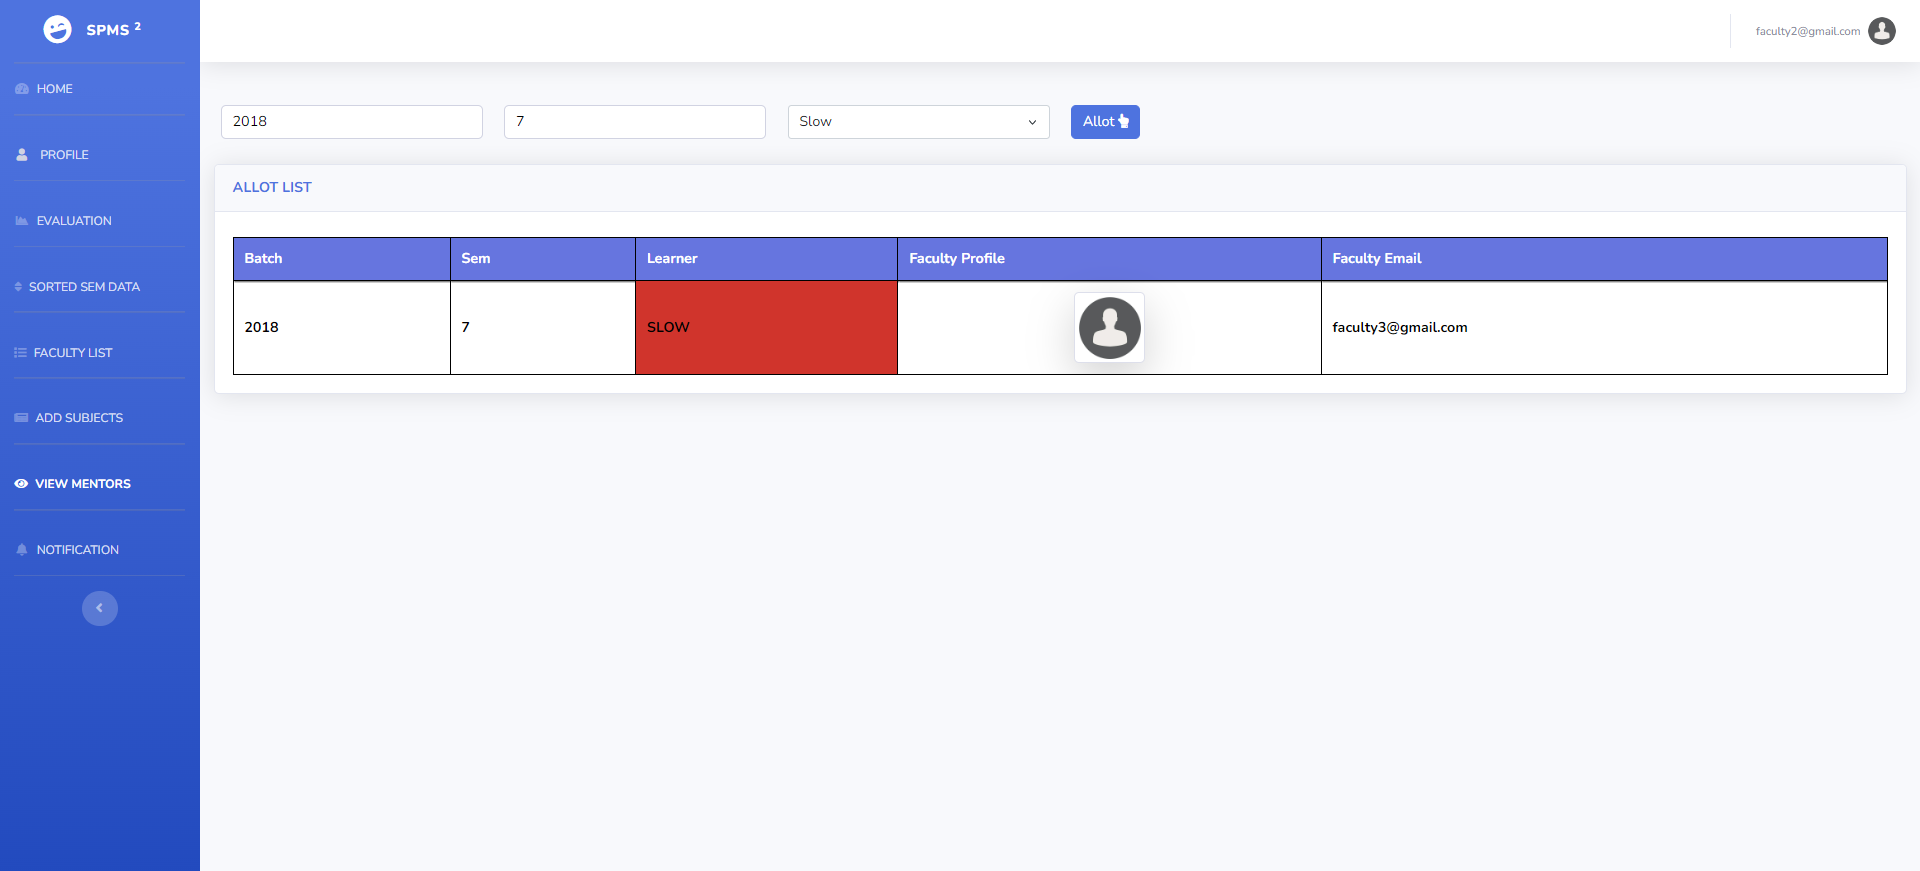 SPMS 2
faculty2@gmail.com
HOME
PROFILE
EVALUATION
SORTED SEM DATA
FACULTY LIST
ADD SUBJECTS
VIEW MENTORS
NOTIFICATION
2018 7 Slow Allot
ALLOT LIST
Batch Sem Learner Faculty Profile Faculty Email
2018 7 SLOW faculty3@gmail.com